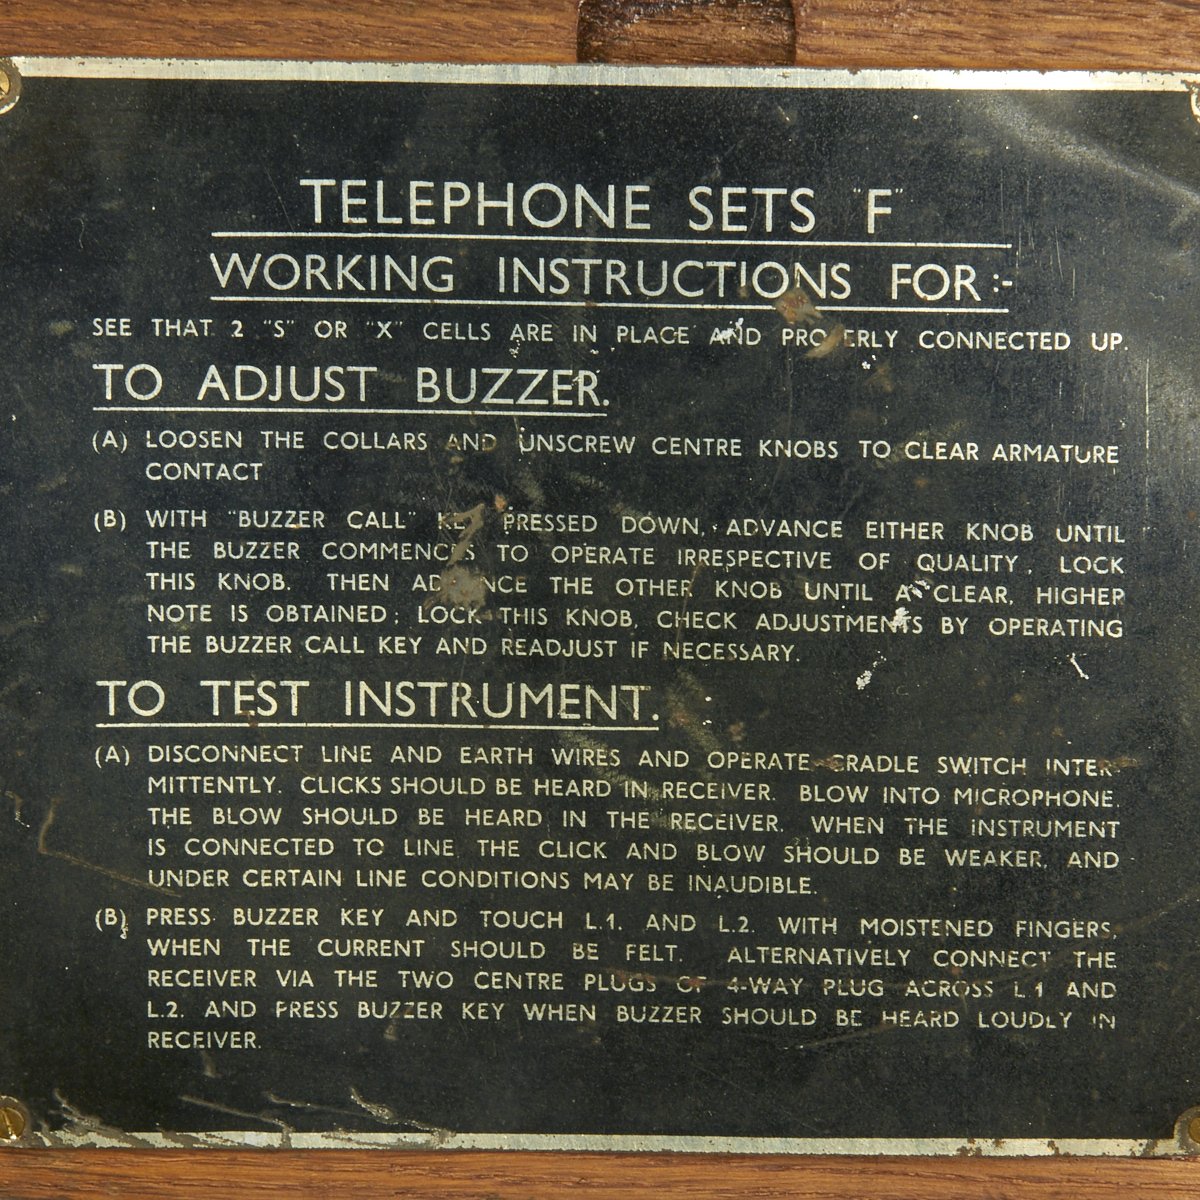 TELEPHONE SETS "F"
WORKING INSTRUCTIONS FOR:-
SEE THAT 2 "S" OR "X" CELLS ARE IN PLACE AND PROPERLY CONNECTED UP.
TO ADJUST BUZZER.
(A) LOOSEN THE COLLARS AND UNSCREW CENTRE KNOBS TO CLEAR ARMATURE
CONTACT
(B) WITH "BUZZER CALL" KEY PRESSED DOWN, ADVANCE EITHER KNOB UNTIL
THE BUZZER COMMENCES TO OPERATE IRRESPECTIVE OF QUALITY, LOCK
THIS KNOB. THEN ADVANCE THE OTHER KNOB UNTIL A CLEAR, HIGHER
NOTE IS OBTAINED; LOCK THIS KNOB, CHECK ADJUSTMENTS BY OPERATING
THE BUZZER CALL KEY AND READJUST IF NECESSARY.
TO TEST INSTRUMENT.
(A) DISCONNECT LINE AND EARTH WIRES AND OPERATE CRADLE SWITCH INTER-
MITTENTLY. CLICKS SHOULD BE HEARD IN RECEIVER. BLOW INTO MICROPHONE.
THE BLOW SHOULD BE HEARD IN THE RECEIVER. WHEN THE INSTRUMENT
IS CONNECTED TO LINE THE CLICK AND BLOW SHOULD BE WEAKER, AND
UNDER CERTAIN LINE CONDITIONS MAY BE INAUDIBLE.
(B) PRESS BUZZER KEY AND TOUCH L.1. AND L.2. WITH MOISTENED FINGERS,
WHEN THE CURRENT SHOULD BE FELT. ALTERNATIVELY CONNECT THE
RECEIVER VIA THE TWO CENTRE PLUGS OF 4-WAY PLUG ACROSS L.1 AND
L.2. AND PRESS BUZZER KEY WHEN BUZZER SHOULD BE HEARD LOUDLY IN
RECEIVER.